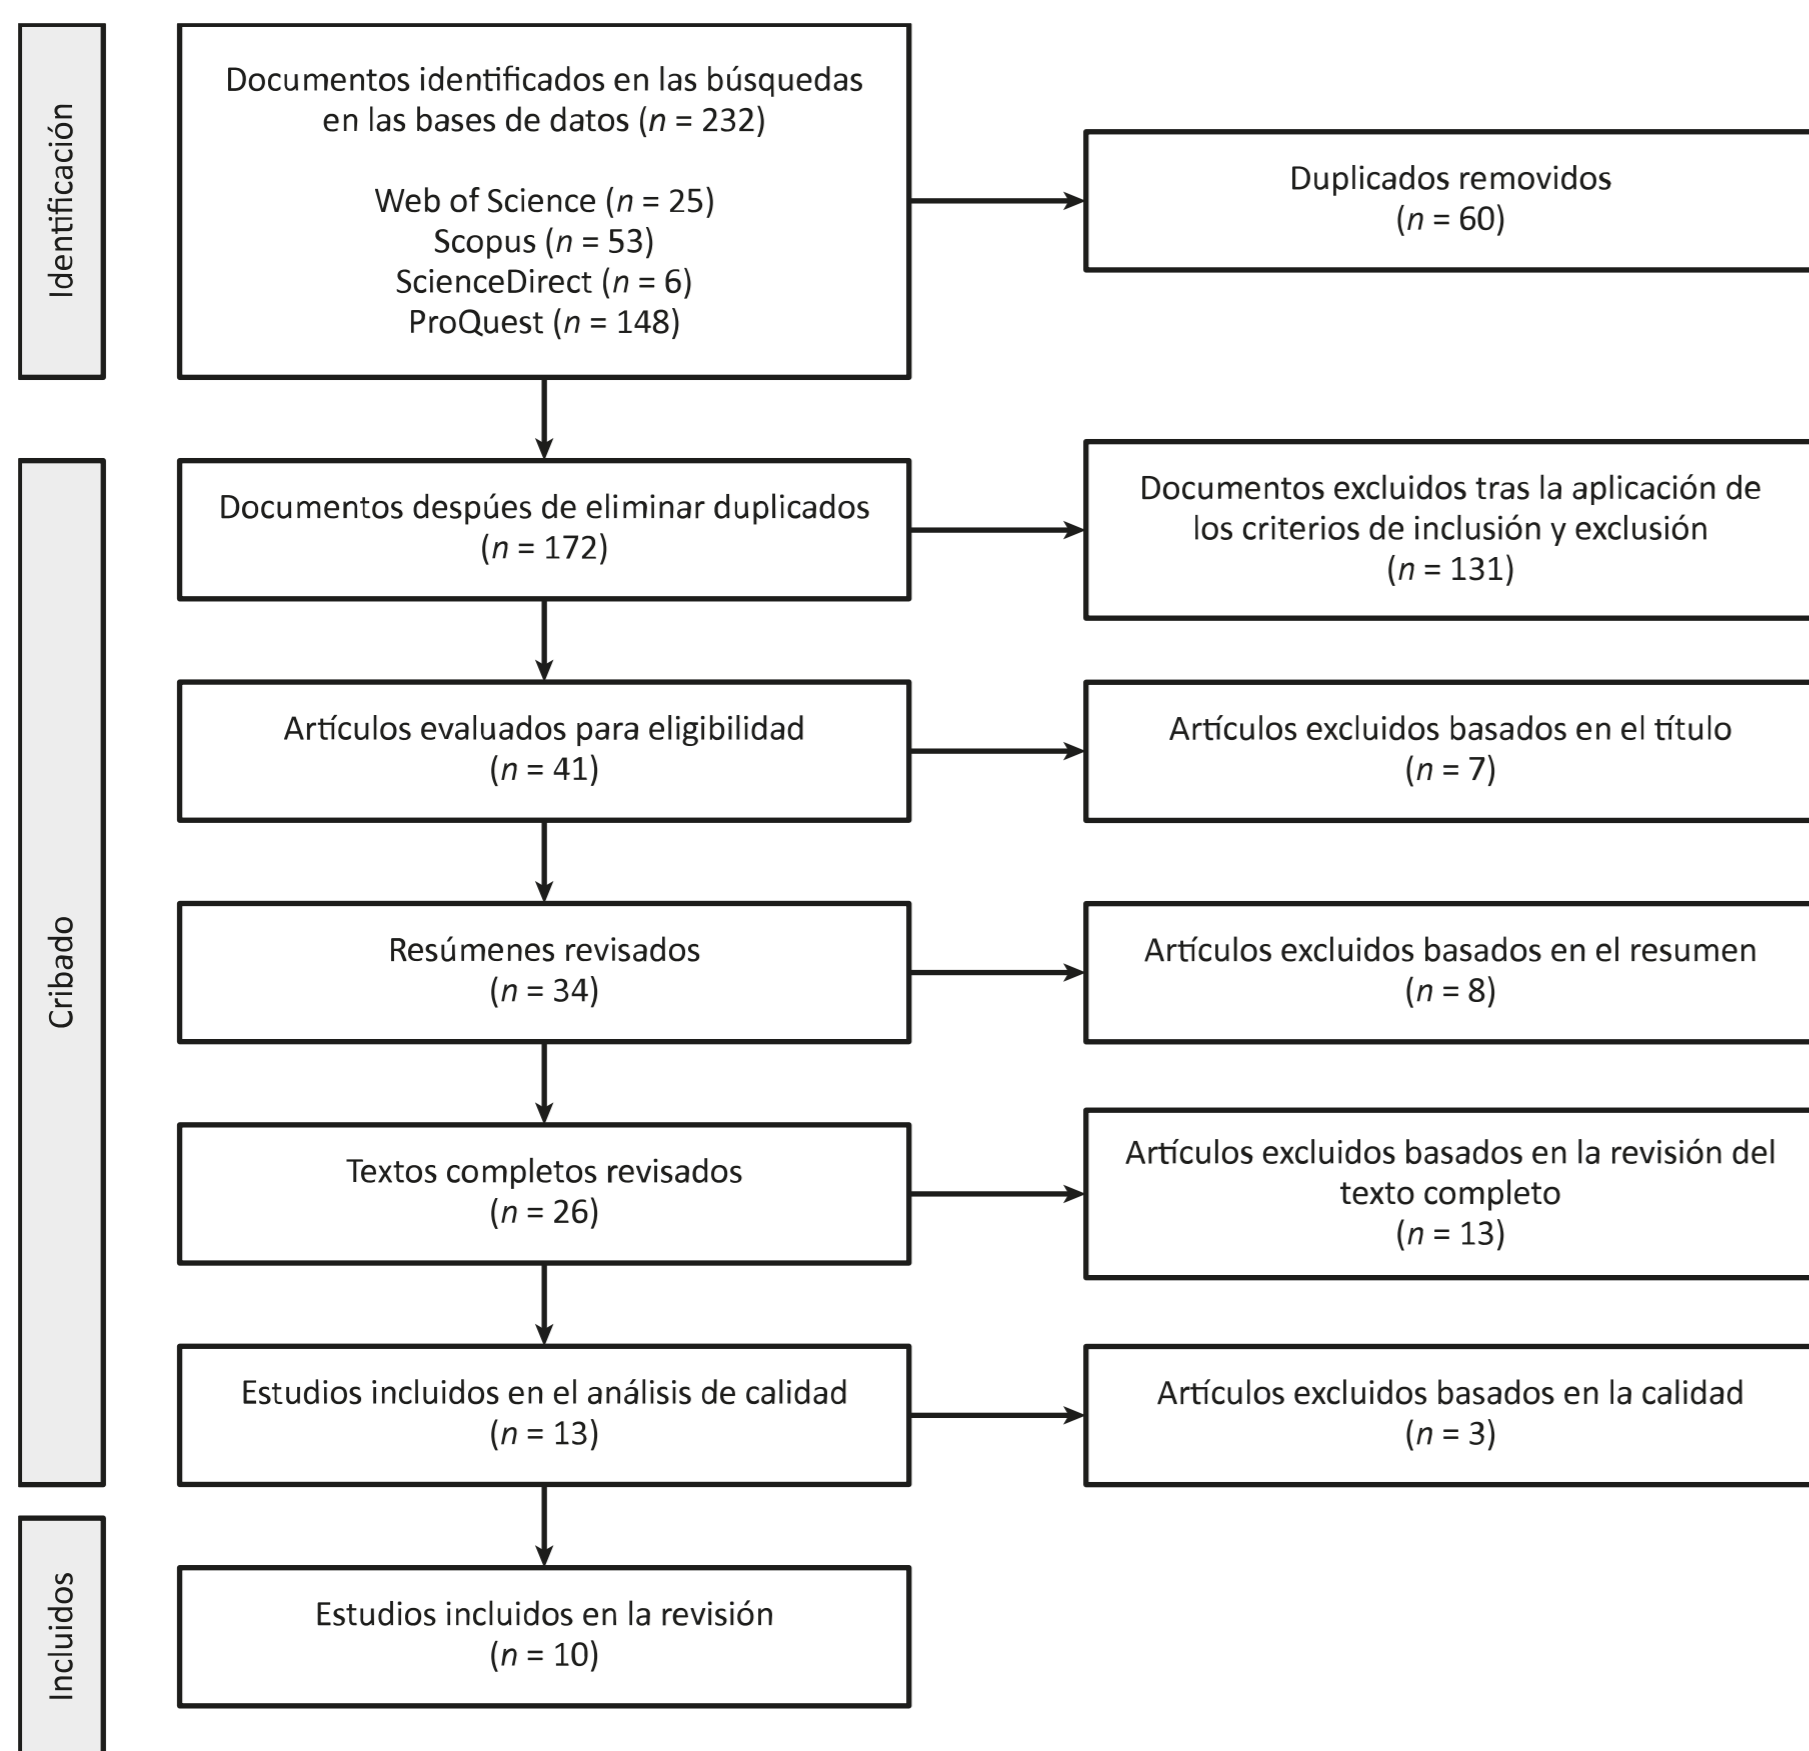 Identificación
Documentos identificados en las búsquedas
en las bases de datos (n = 232)
Web of Science (n = 25)
Scopus (n = 53)
ScienceDirect (n = 6)
ProQuest (n = 148)
Duplicados removidos
(n = 60)
Cribado
Documentos despúes de eliminar duplicados
(n = 172)
Documentos excluidos tras la aplicación de
los criterios de inclusión y exclusión
(n = 131)
Artículos evaluados para eligibilidad
(n = 41)
Artículos excluidos basados en el título
(n = 7)
Resúmenes revisados
(n = 34)
Artículos excluidos basados en el resumen
(n = 8)
Textos completos revisados
(n = 26)
Artículos excluidos basados en la revisión del
texto completo
(n = 13)
Estudios incluidos en el análisis de calidad
(n = 13)
Artículos excluidos basados en la calidad
(n = 3)
Incluidos
Estudios incluidos en la revisión
(n = 10)